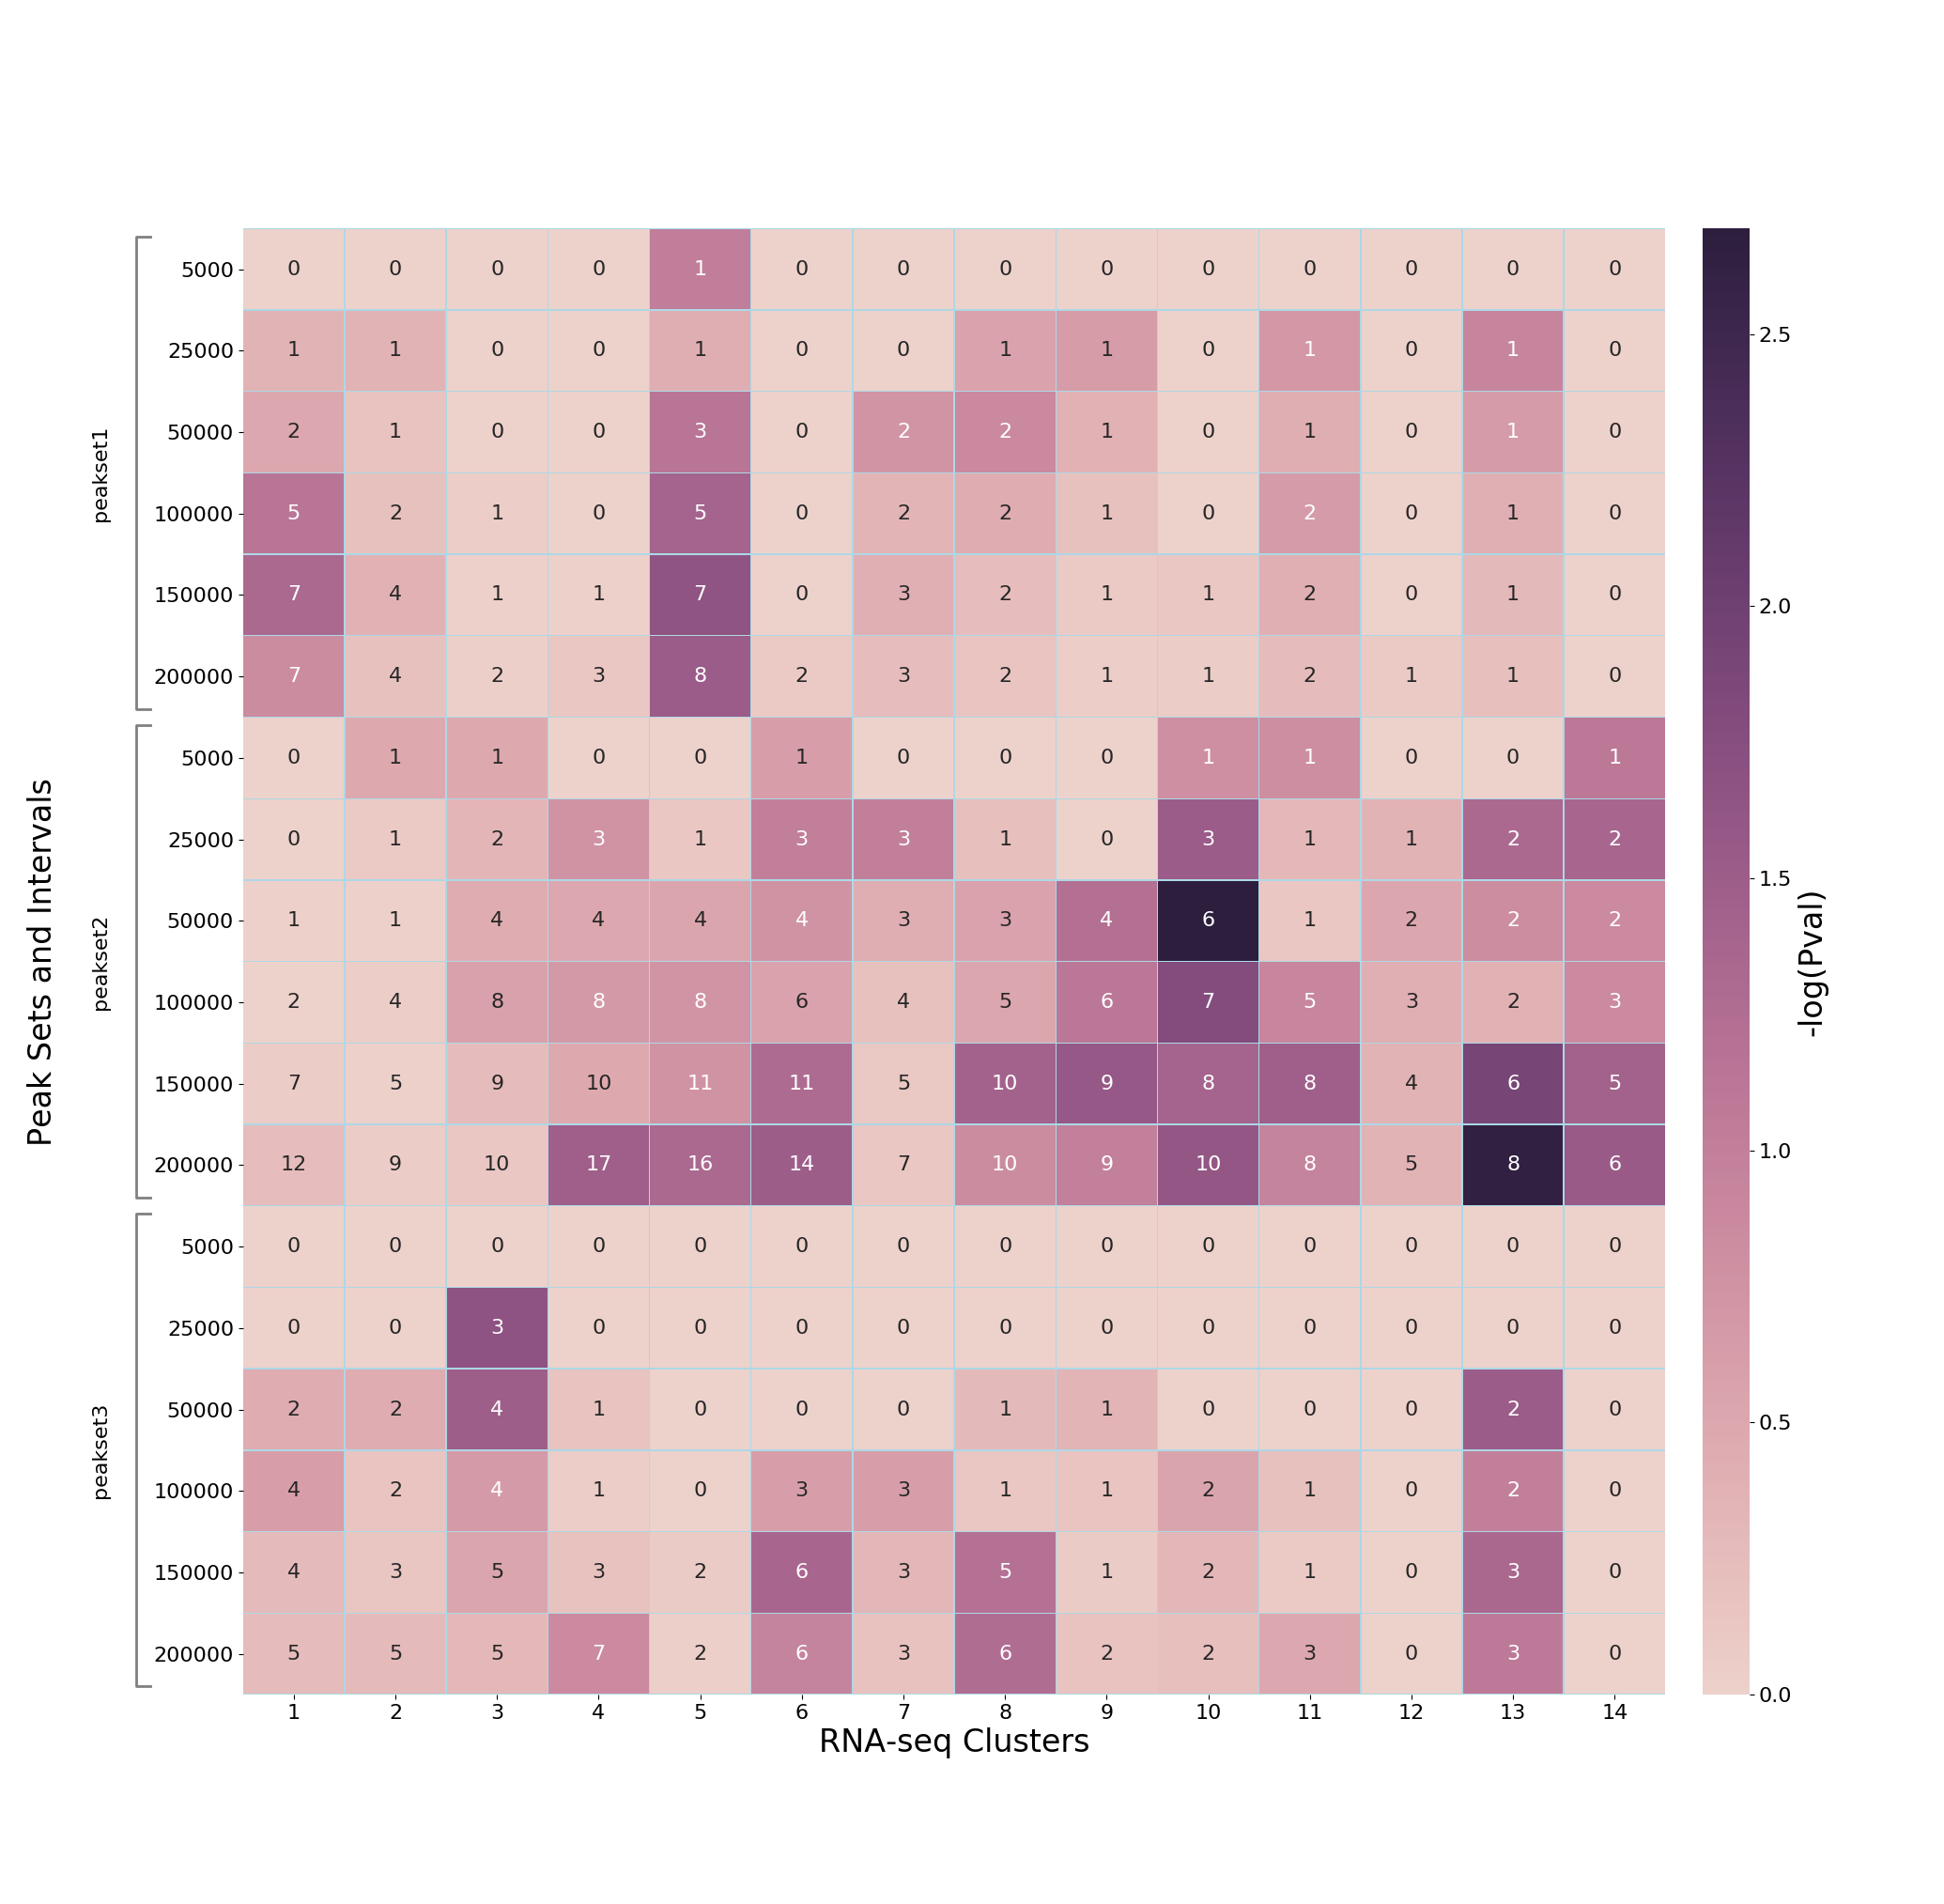 peakset1
5000 0 0 0 0 1 0 0 0 0 0 0 0 0 0
25000 1 1 0 0 1 0 0 1 1 0 1 0 1 0
50000 2 1 0 0 3 0 2 2 1 0 1 0 1 0
100000 5 2 1 0 5 0 2 2 1 0 2 0 1 0
150000 7 4 1 1 7 0 3 2 1 1 2 0 1 0
200000 7 4 2 3 8 2 3 2 1 1 2 1 1 0
peakset2
5000 0 1 1 0 0 1 0 0 0 1 1 0 0 1
25000 0 1 2 3 1 3 3 1 0 3 1 1 2 2
50000 1 1 4 4 4 4 3 3 4 6 1 2 2 2
100000 2 4 8 8 8 6 4 5 6 7 5 3 2 3
150000 7 5 9 10 11 11 5 10 9 8 8 4 6 5
200000 12 9 10 17 16 14 7 10 9 10 8 5 8 6
peakset3
5000 0 0 0 0 0 0 0 0 0 0 0 0 0 0
25000 0 0 3 0 0 0 0 0 0 0 0 0 0 0
50000 2 2 4 1 0 0 0 1 1 0 0 0 2 0
100000 4 2 4 1 0 3 3 1 1 2 1 0 2 0
150000 4 3 5 3 2 6 3 5 1 2 1 0 3 0
200000 5 5 5 7 2 6 3 6 2 2 3 0 3 0
1 2 3 4 5 6 7 8 9 10 11 12 13 14
RNA-seq Clusters
Peak Sets and Intervals
2.5
2.0
1.5
1.0
0.5
0.0
-log(Pval)